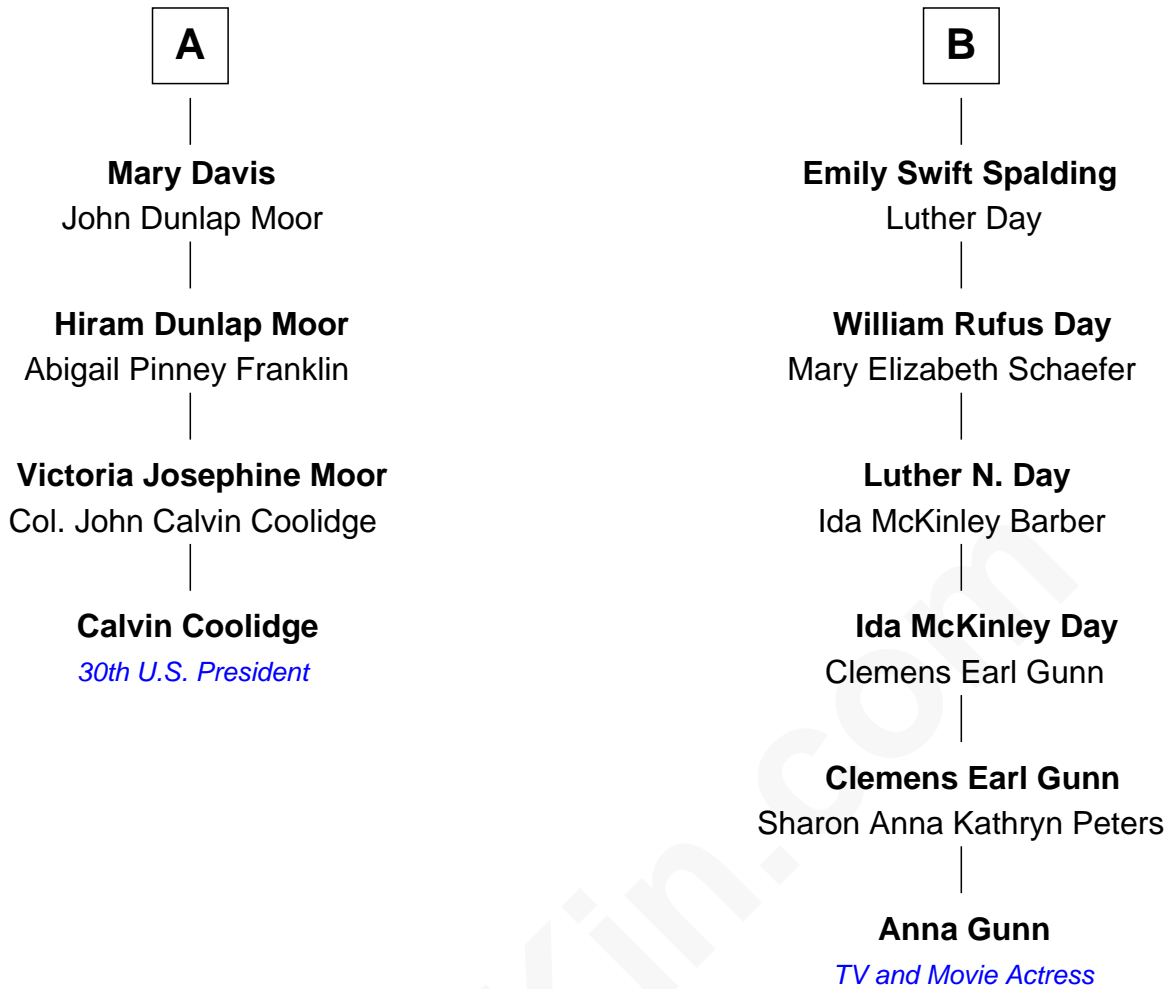 A
Mary Davis
John Dunlap Moor
Hiram Dunlap Moor
Abigail Pinney Franklin
Victoria Josephine Moor
Col. John Calvin Coolidge
Calvin Coolidge
30th U.S. President
B
Emily Swift Spalding
Luther Day
William Rufus Day
Mary Elizabeth Schaefer
Luther N. Day
Ida McKinley Barber
Ida McKinley Day
Clemens Earl Gunn
Clemens Earl Gunn
Sharon Anna Kathryn Peters
Anna Gunn
TV and Movie Actress